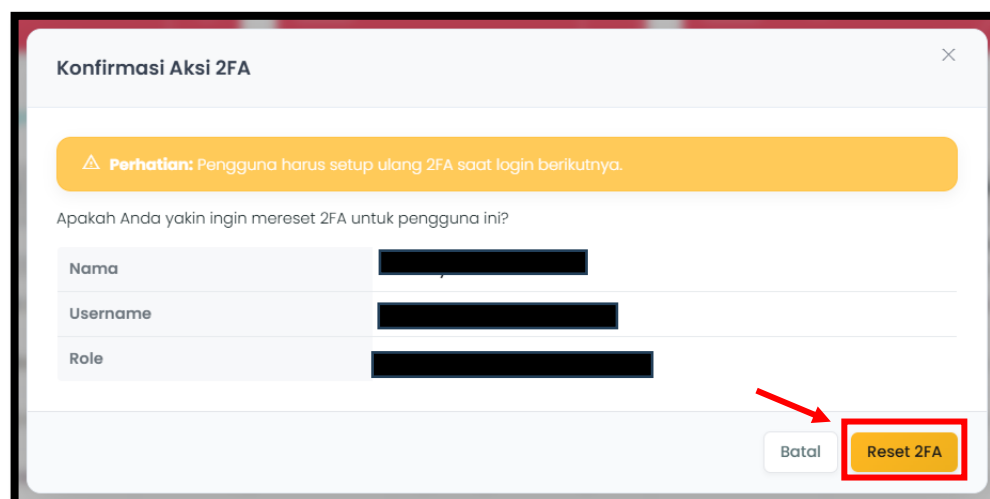 Konfirmasi Aksi 2FA
Perhatian: Pengguna harus setup ulang 2FA saat login berikutnya.
Apakah Anda yakin ingin mereset 2FA untuk pengguna ini?
Nama
Username
Role
Batal
Reset 2FA